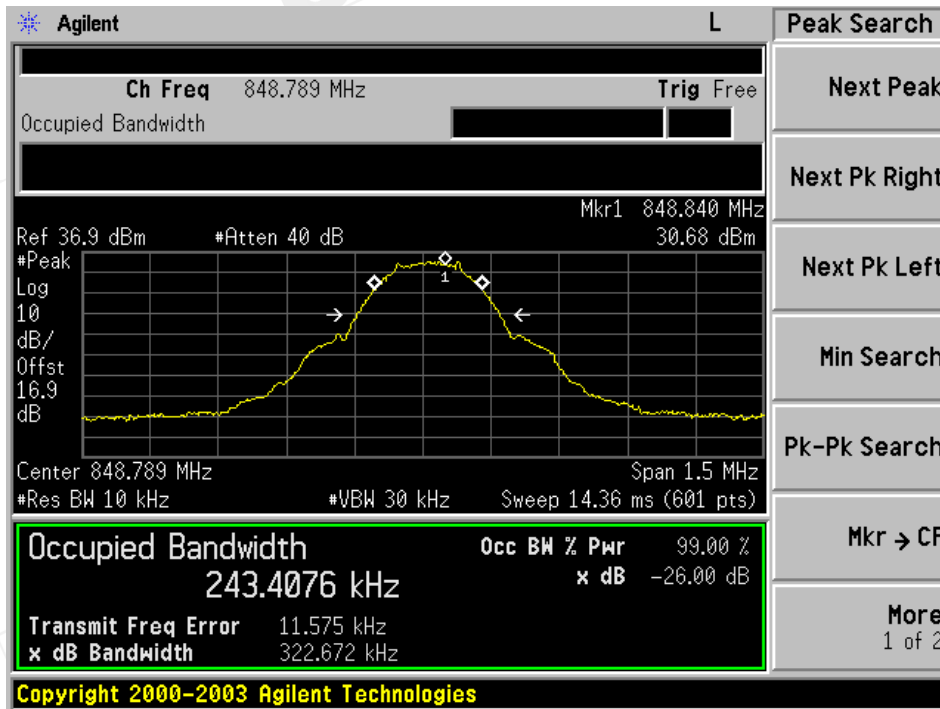 Agilent L Peak Search
Ch Freq 848.789 MHz Trig Free
Occupied Bandwidth
Mkr1 848.840 MHz
Ref 36.9 dBm #Atten 40 dB 30.68 dBm
#Peak
Log
10
dB/
Offst
16.9
dB
1
Center 848.789 MHz Span 1.5 MHz
#Res BW 10 kHz #VBW 30 kHz Sweep 14.36 ms (601 pts)
Occupied Bandwidth Occ BW % Pwr 99.00 %
243.4076 kHz x dB -26.00 dB
Transmit Freq Error 11.575 kHz
x dB Bandwidth 322.672 kHz
Copyright 2000-2003 Agilent Technologies
Next Peak
Next Pk Right
Next Pk Left
Min Search
Pk-Pk Search
Mkr → CF
More
1 of 2